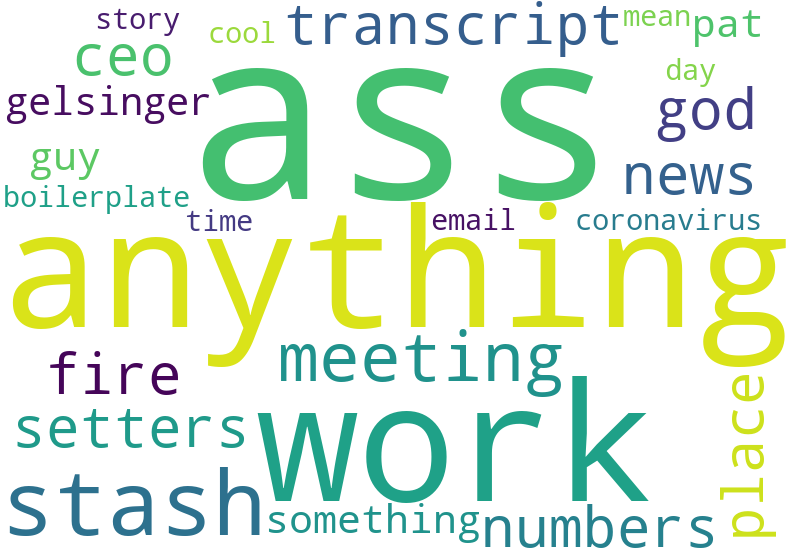 story
cool
transcript
mean
pat
ceo
ass
day
gelsinger
god
guy
news
boilerplate
time
email
coronavirus
anything
fire
meeting
place
setters
work
stash
something
numbers